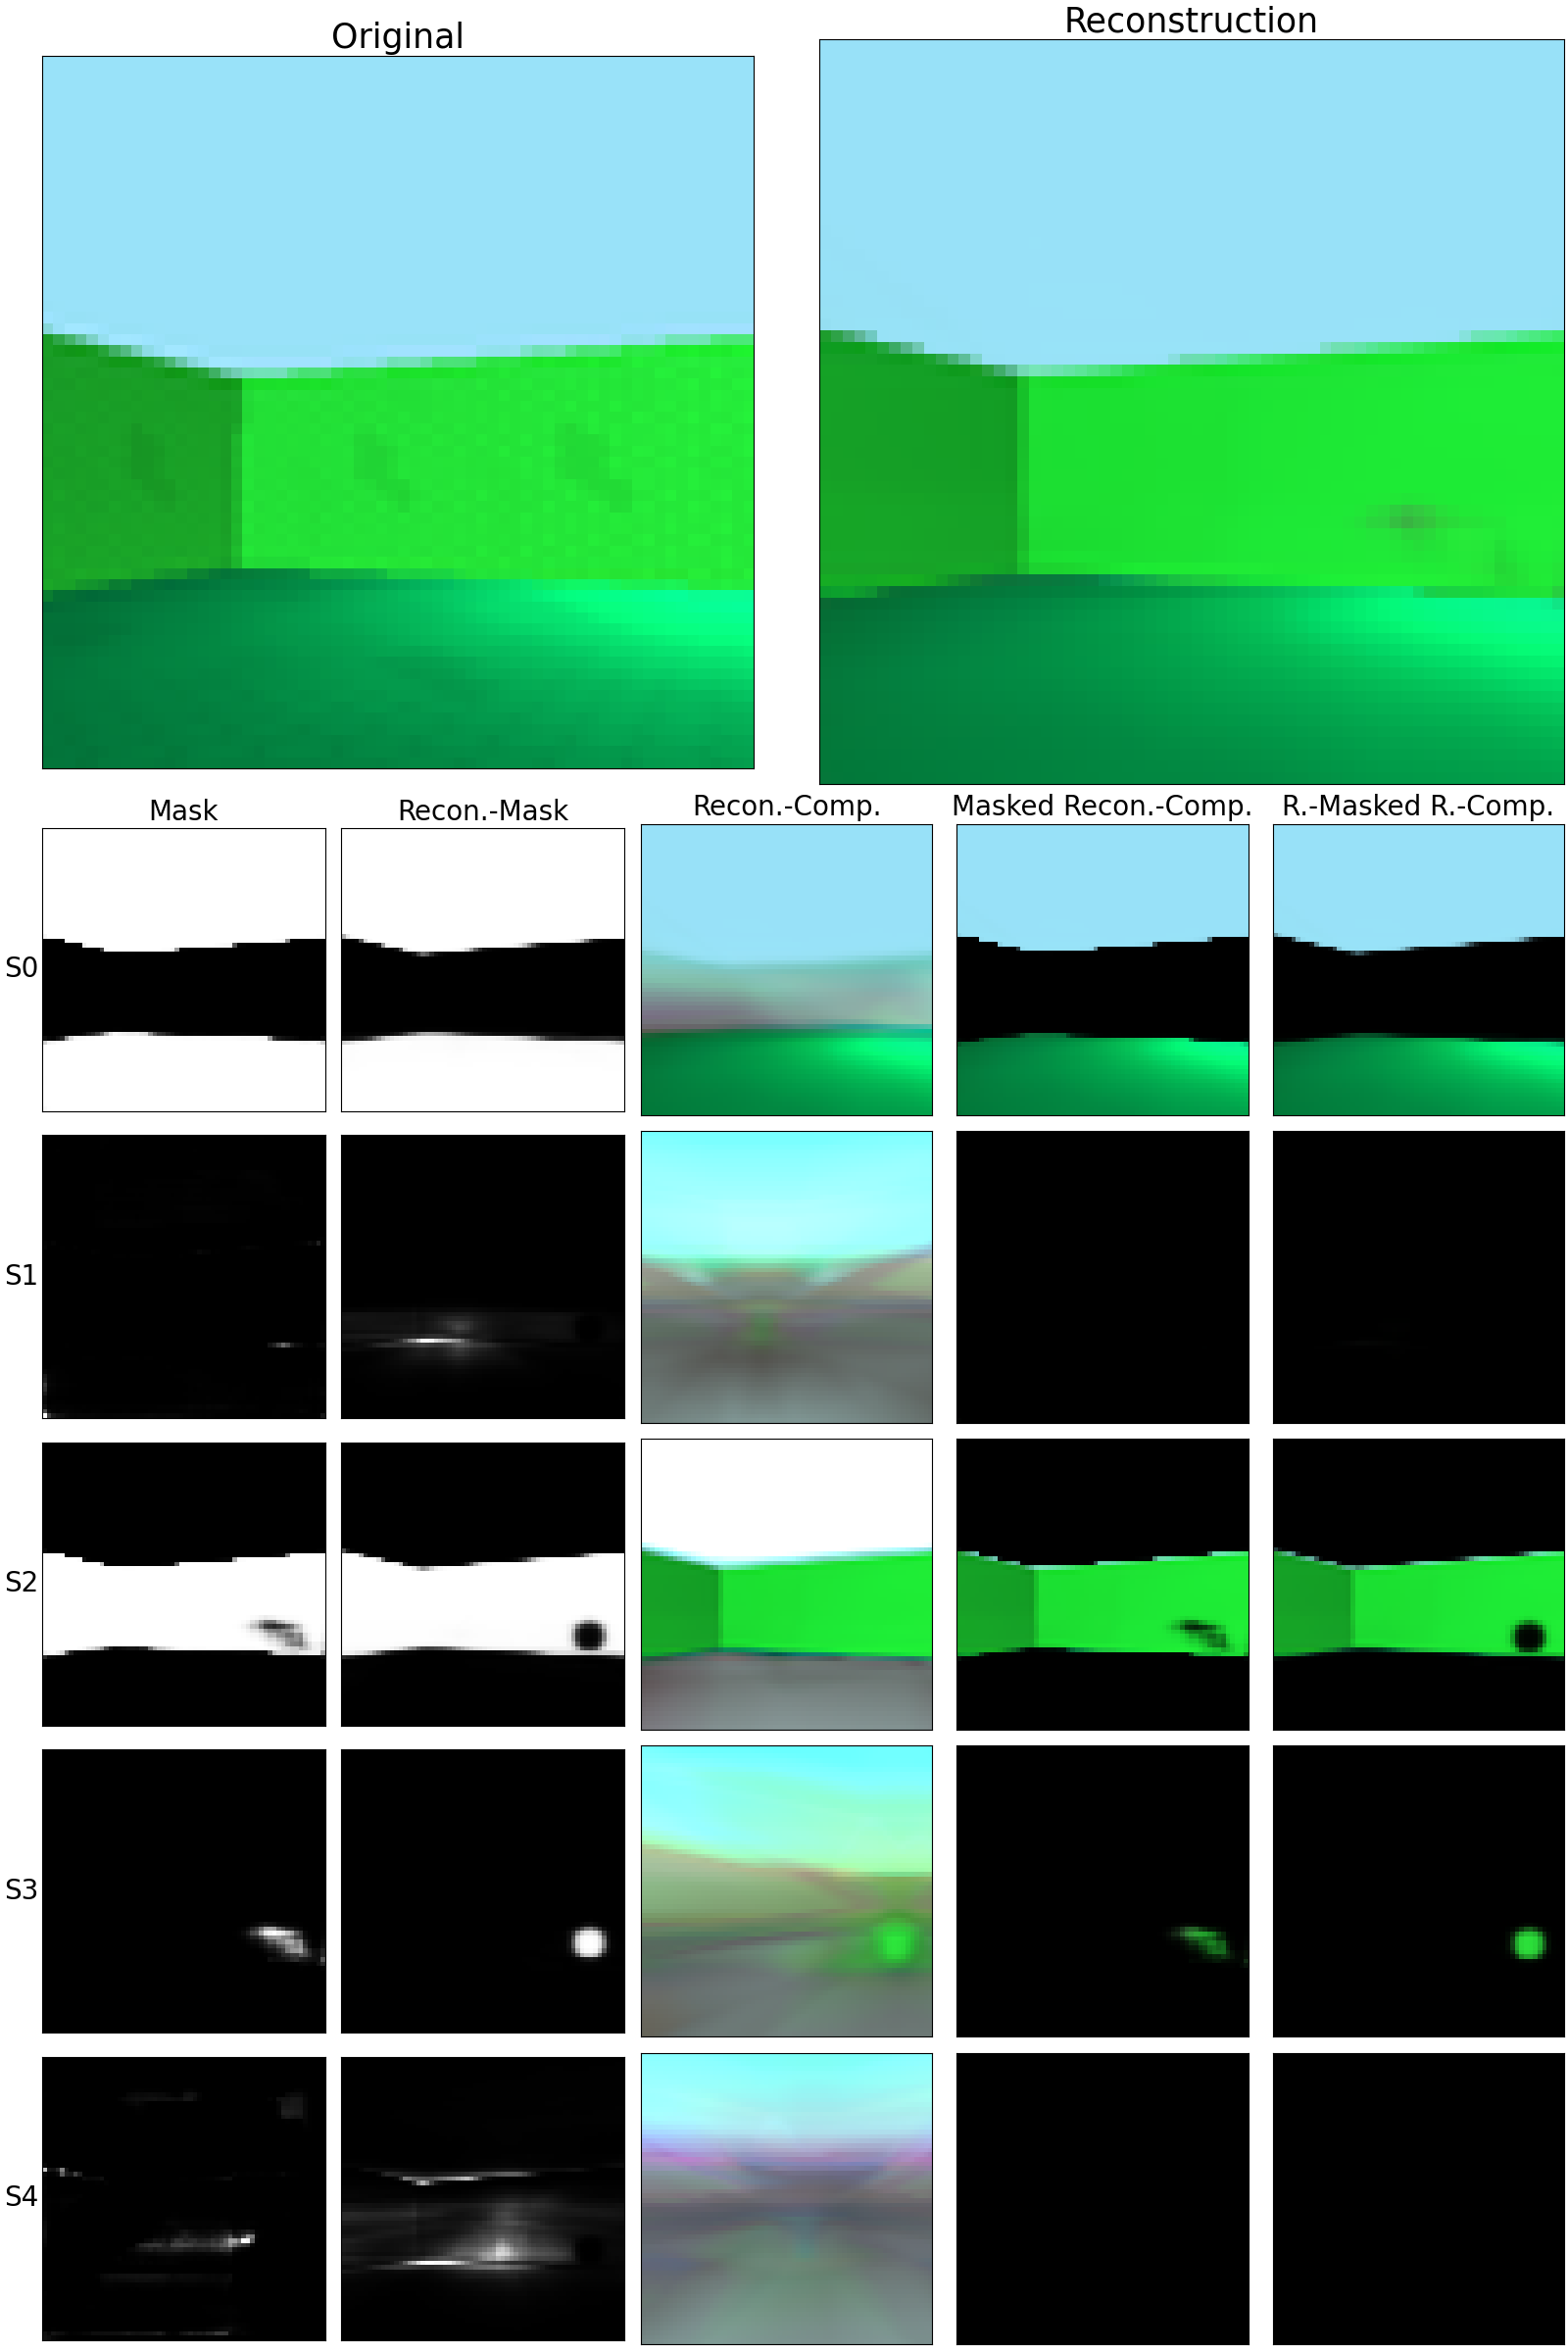 Original
Reconstruction
Mask
Recon.-Mask
Recon.-Comp.
Masked Recon.-Comp.
R.-Masked R.-Comp.
S0
S1
S2
S3
S4